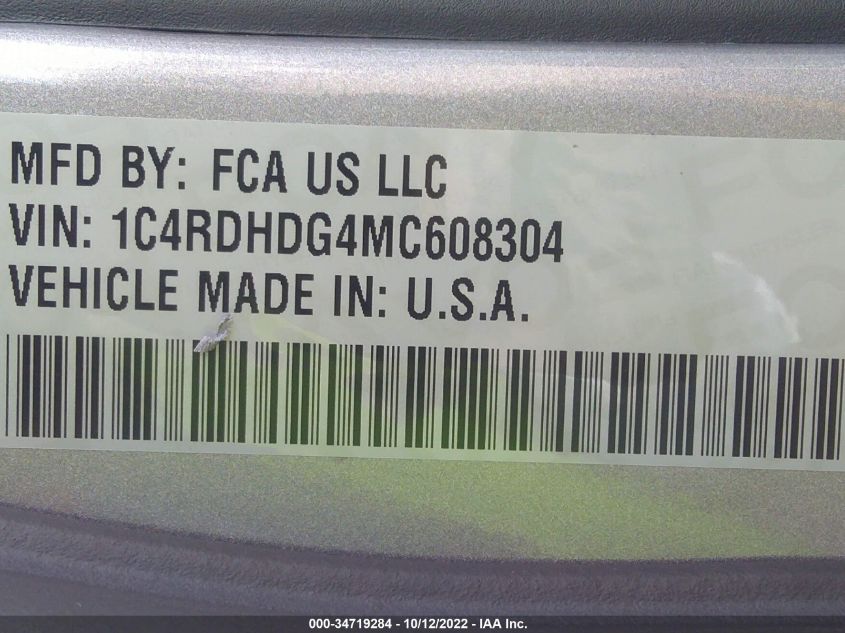 MFD BY: FCA US LLC
VIN: 1C4RDHDG4MC608304
VEHICLE MADE IN: U.S.A.
000-34719284 - 10/12/2022 - IAA Inc.